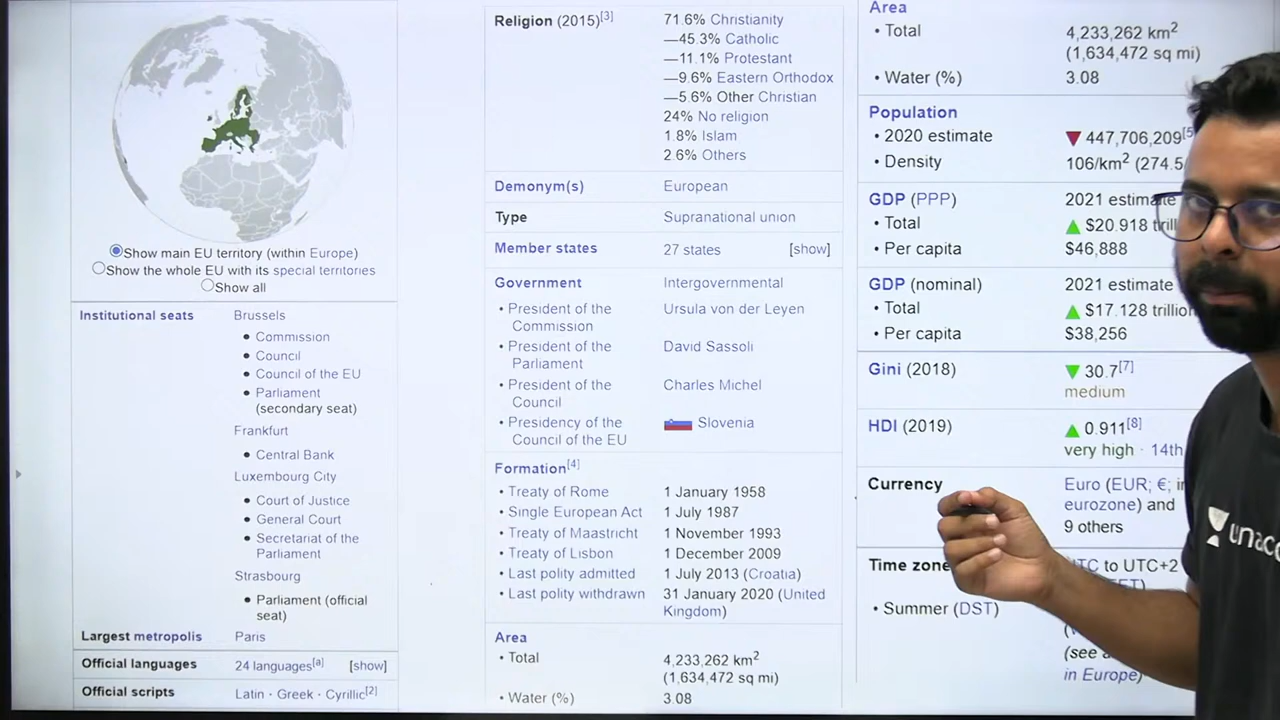 Show main EU territory (within Europe)
Show the whole EU with its special territories
Show all
Institutional seats Brussels
• Commission
• Council
• Council of the EU
• Parliament
(secondary seat)
Frankfurt
• Central Bank
Luxembourg City
• Court of Justice
• General Court
• Secretariat of the
Parliament
Strasbourg
• Parliament (official
seat)
Largest metropolis Paris
Official languages 24 languages[a] [show]
Official scripts Latin · Greek · Cyrillic[2]
Religion (2015)[3] 71.6% Christianity
—45.3% Catholic
—11.1% Protestant
—9.6% Eastern Orthodox
—5.6% Other Christian
24% No religion
1.8% Islam
2.6% Others
Demonym(s) European
Type Supranational union
Member states 27 states [show]
Government Intergovernmental
• President of the Ursula von der Leyen
Commission
• President of the David Sassoli
Parliament
• President of the Charles Michel
Council
• Presidency of the Slovenia
Council of the EU
Formation[4]
• Treaty of Rome 1 January 1958
• Single European Act 1 July 1987
• Treaty of Maastricht 1 November 1993
• Treaty of Lisbon 1 December 2009
• Last polity admitted 1 July 2013 (Croatia)
• Last polity withdrawn 31 January 2020 (United
Kingdom)
Area
• Total 4,233,262 km²
(1,634,472 sq mi)
• Water (%) 3.08
Area
• Total 4,233,262 km²
(1,634,472 sq mi)
• Water (%) 3.08
Population
• 2020 estimate ▼ 447,706,209[5
• Density 106/km² (274.5/
GDP (PPP) 2021 estimate
• Total ▲ $20.918 trill
• Per capita $46,888
GDP (nominal) 2021 estimate
• Total ▲ $17.128 trillion
• Per capita $38,256
Gini (2018) ▼ 30.7[7]
medium
HDI (2019) ▲ 0.911[8]
very high · 14th
Currency Euro (EUR; €; in
eurozone) and
9 others
Time zone UTC to UTC+2
• Summer (DST)
(see a
in Europe)
unac